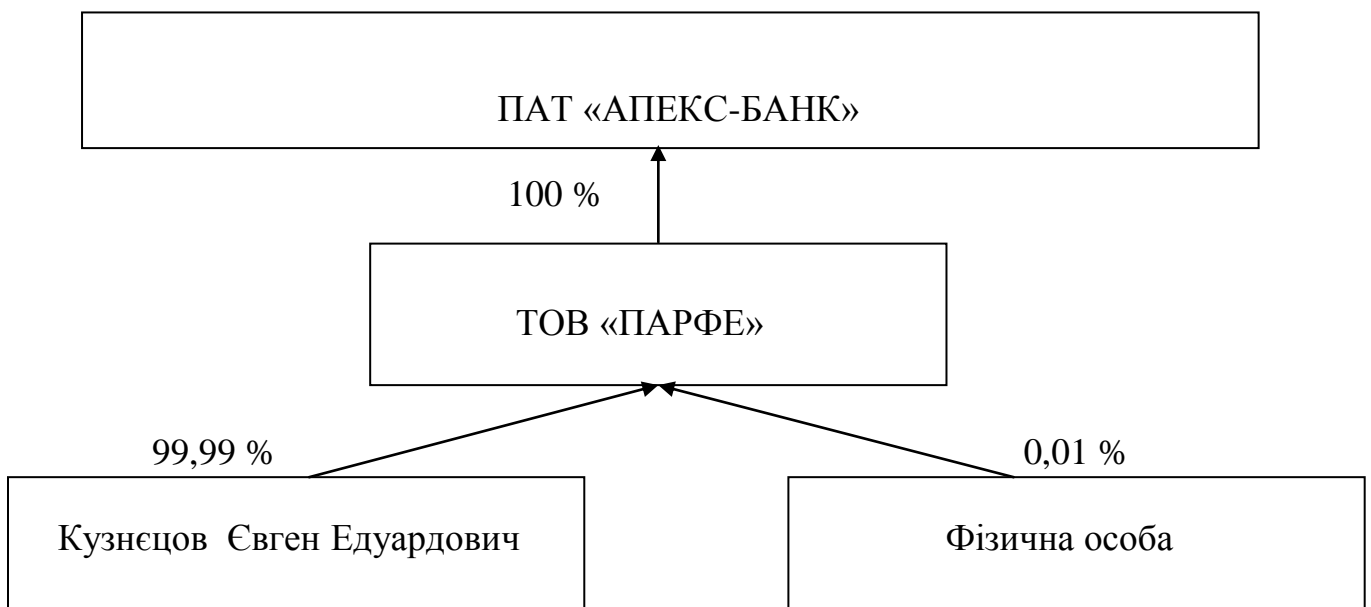 ПАТ «АПЕКС-БАНК»
100 %
ТОВ «ПАРФЕ»
99,99 %
0,01 %
Кузнєцов Євген Едуардович
Фізична особа